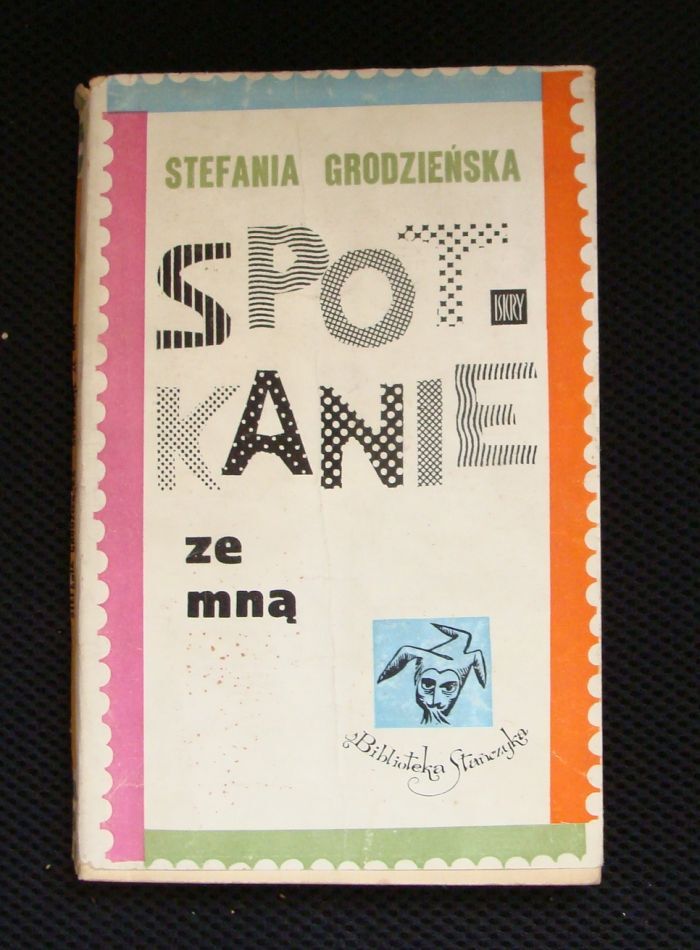 STEFANIA GRODZIEŃSKA
SPOT-
ISKRY
KANIE
ze
mną
Biblioteka Stańczyka